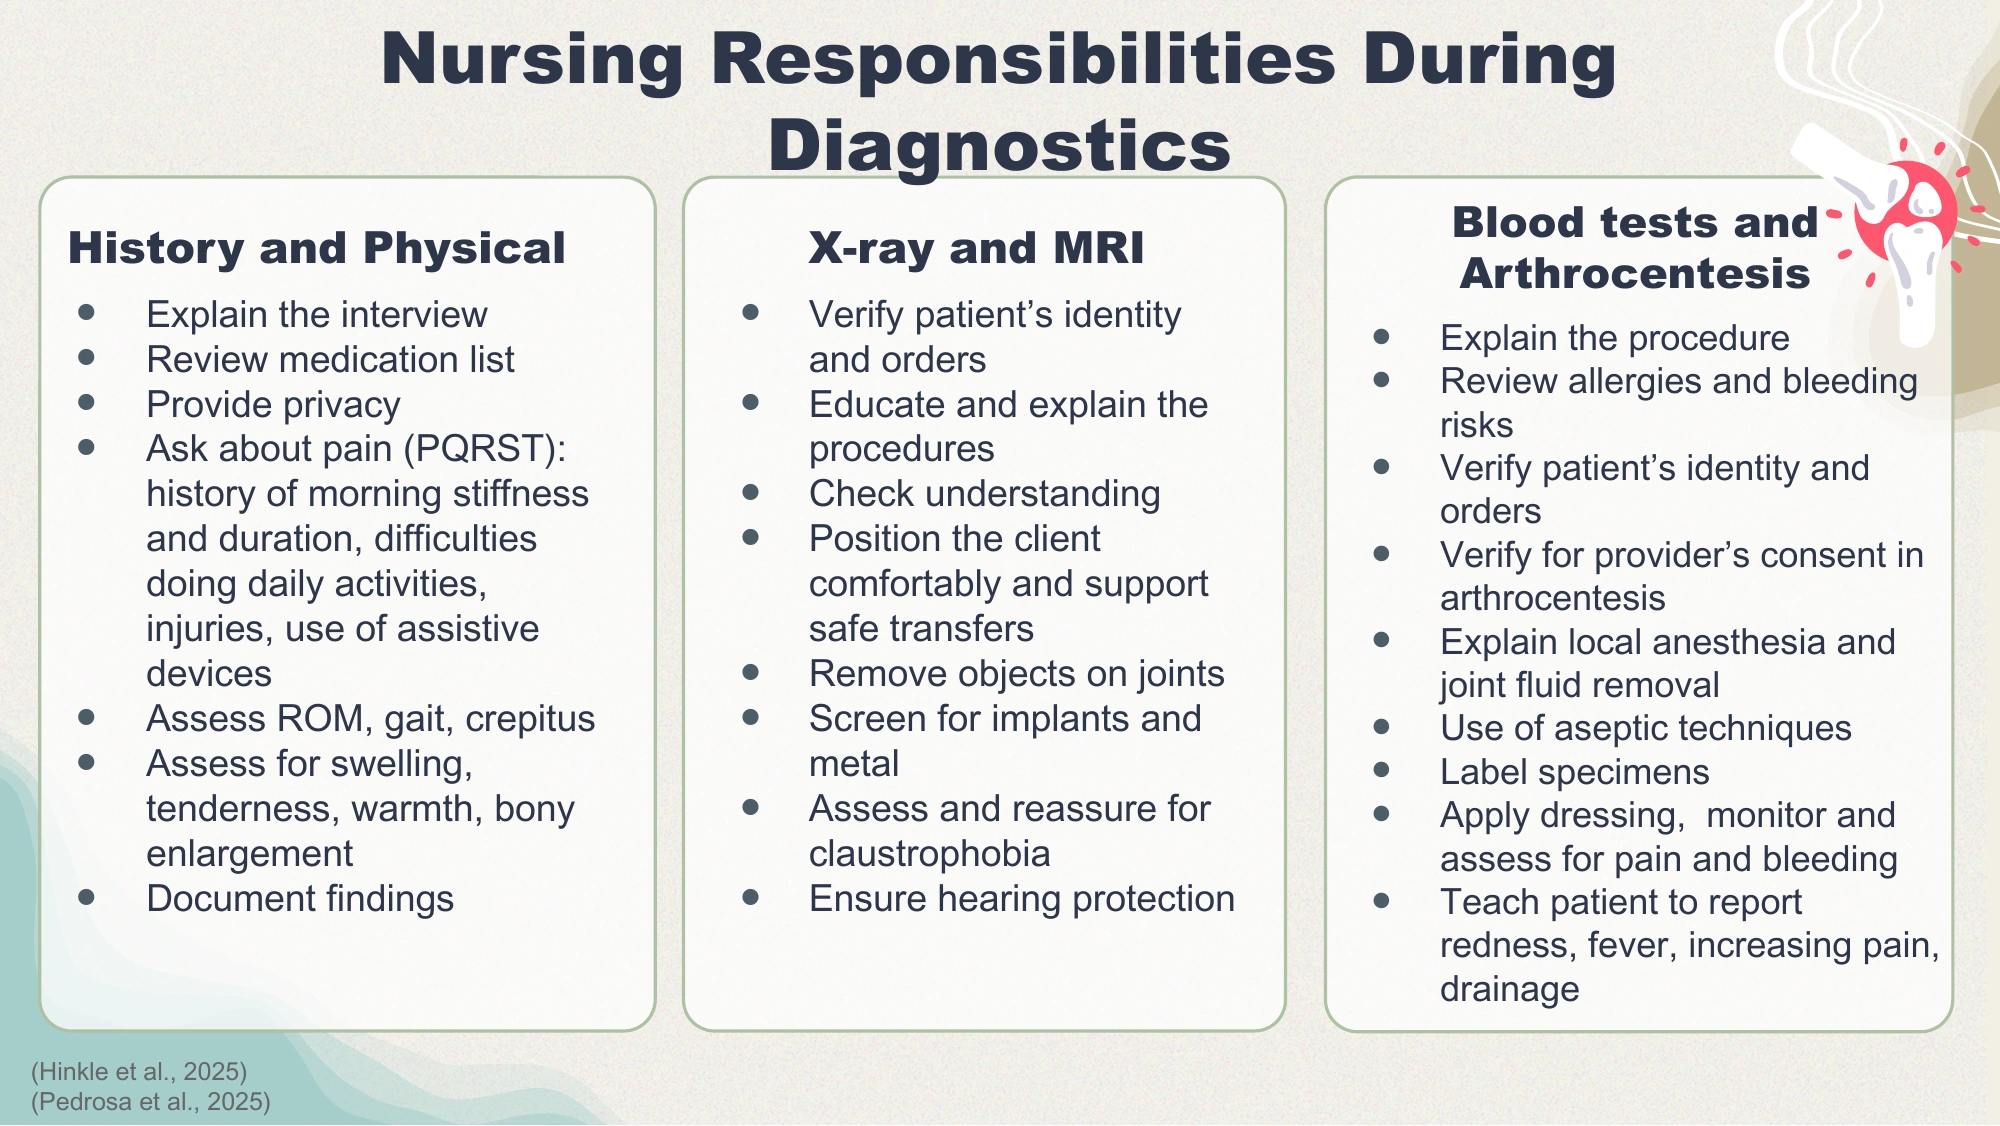 Nursing Responsibilities During
Diagnostics
History and Physical
● Explain the interview
● Review medication list
● Provide privacy
● Ask about pain (PQRST):
history of morning stiffness
and duration, difficulties
doing daily activities,
injuries, use of assistive
devices
● Assess ROM, gait, crepitus
● Assess for swelling,
tenderness, warmth, bony
enlargement
● Document findings
X-ray and MRI
● Verify patient’s identity
and orders
● Educate and explain the
procedures
● Check understanding
● Position the client
comfortably and support
safe transfers
● Remove objects on joints
● Screen for implants and
metal
● Assess and reassure for
claustrophobia
● Ensure hearing protection
Blood tests and
Arthrocentesis
● Explain the procedure
● Review allergies and bleeding
risks
● Verify patient’s identity and
orders
● Verify for provider’s consent in
arthrocentesis
● Explain local anesthesia and
joint fluid removal
● Use of aseptic techniques
● Label specimens
● Apply dressing,  monitor and
assess for pain and bleeding
● Teach patient to report
redness, fever, increasing pain,
drainage
(Hinkle et al., 2025)
(Pedrosa et al., 2025)